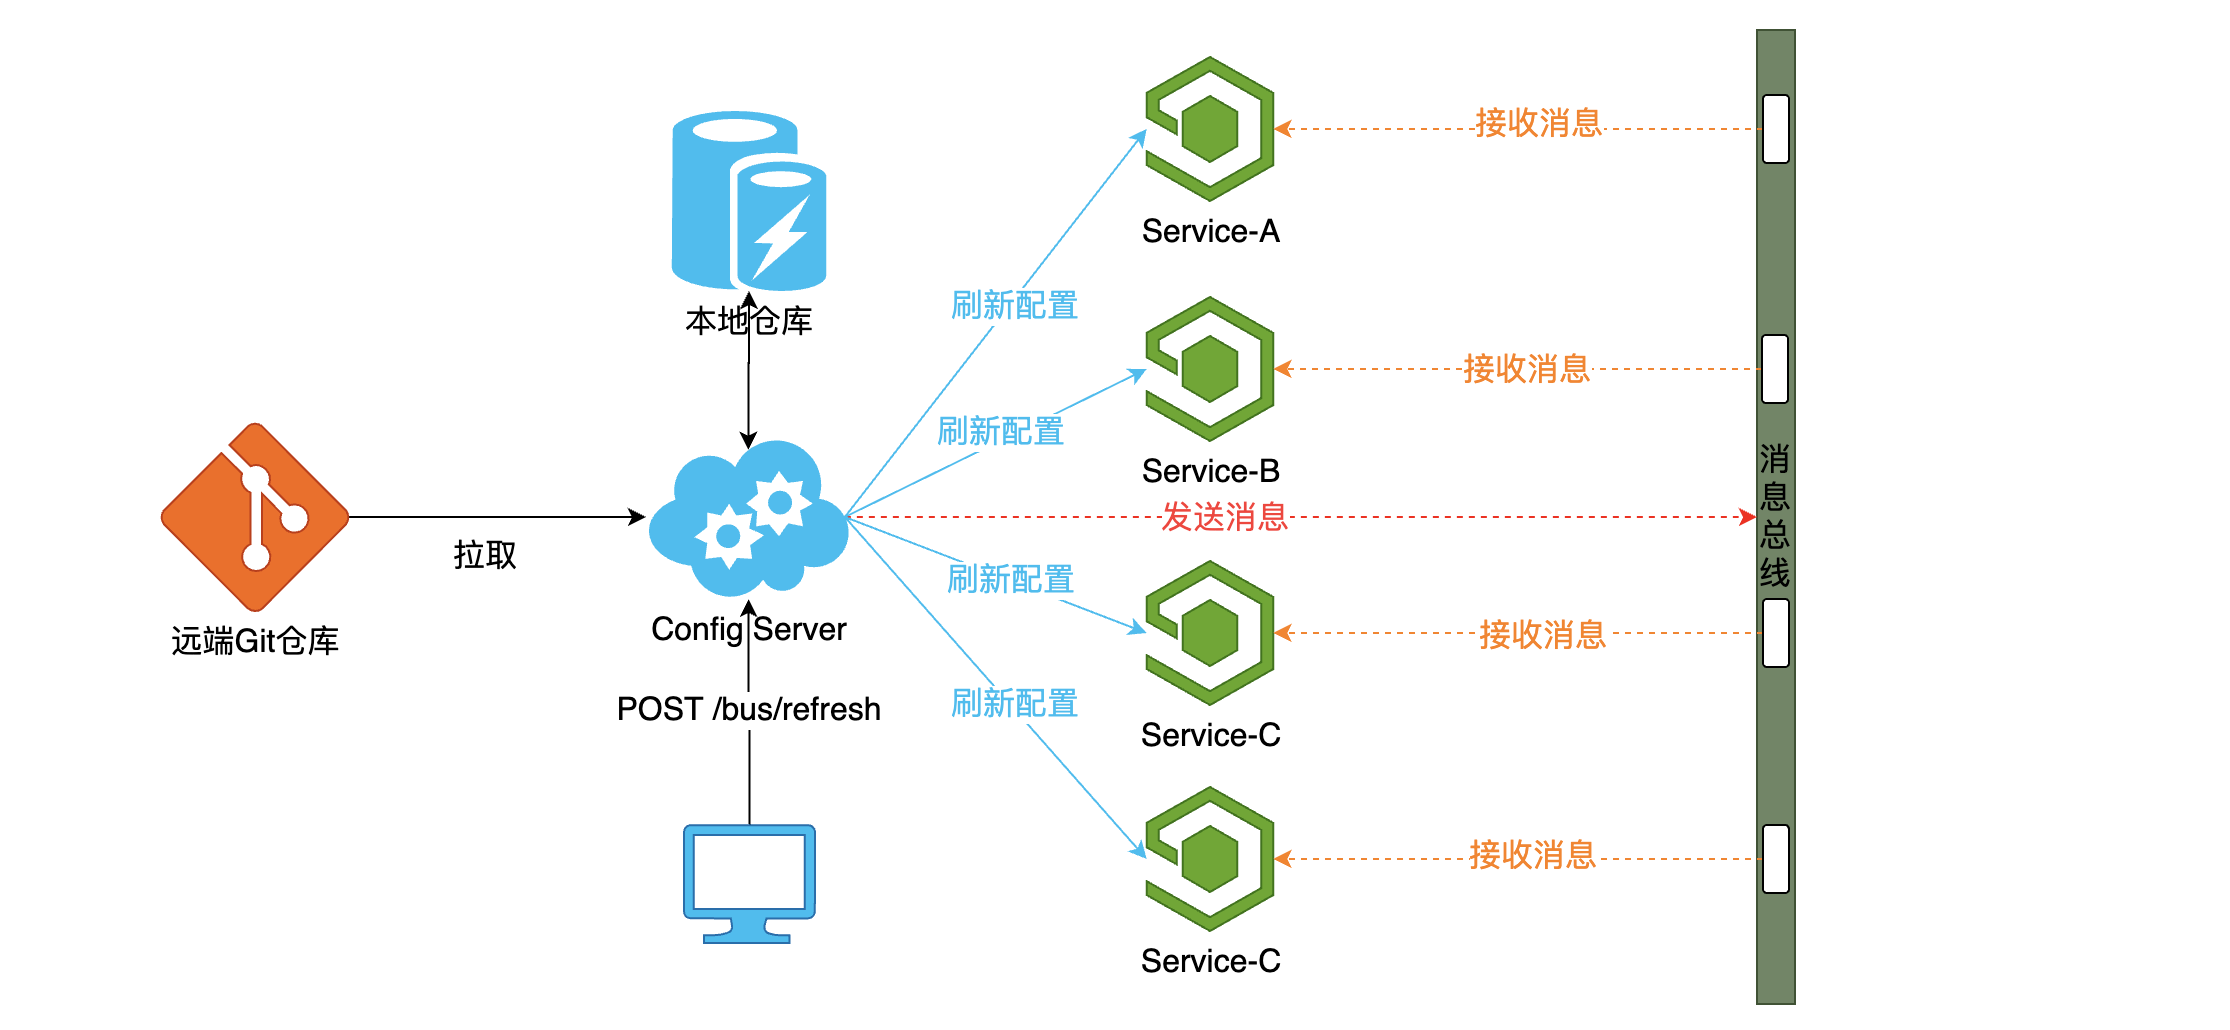 接收消息
Service-A
刷新配置
本地仓库
接收消息
刷新配置
Service-B
消息总线
发送消息
拉取
刷新配置
远端Git仓库
Config Server
接收消息
POST /bus/refresh
刷新配置
Service-C
接收消息
Service-C